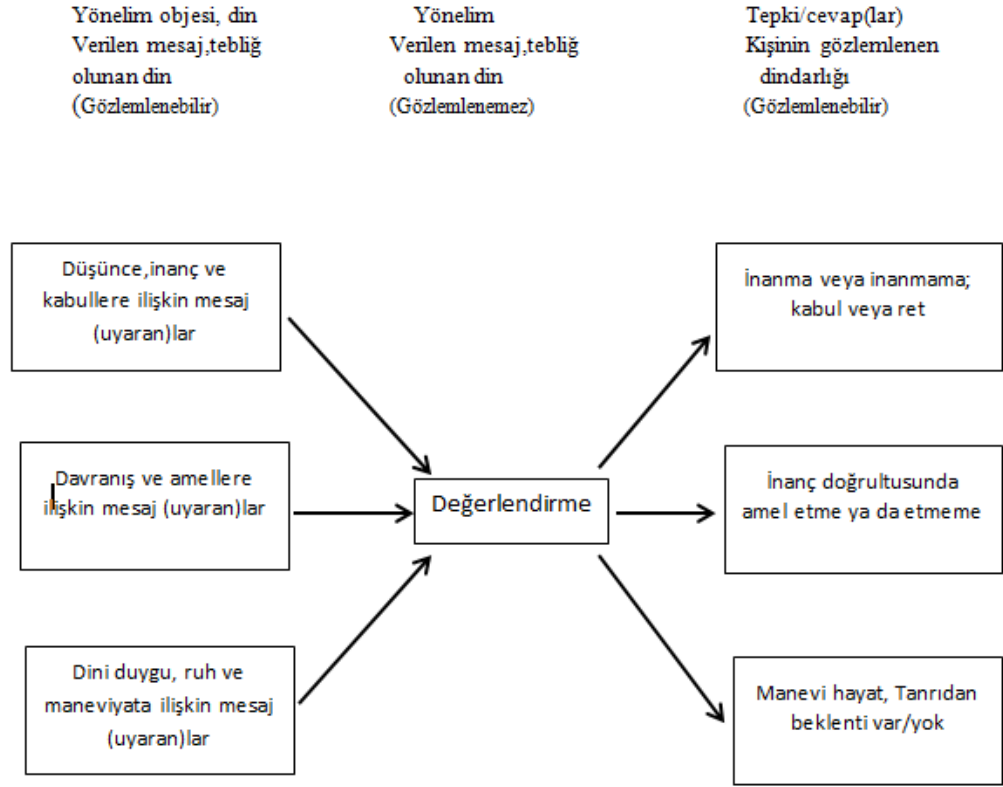 Yönelim objesi, din
Verilen mesaj,tebliğ
olunan din
(Gözlemlenebilir)
Yönelim
Verilen mesaj,tebliğ
olunan din
(Gözlemlenemez)
Tepki/cevap(lar)
Kişinin gözlemlenen
dindarlığı
(Gözlemlenebilir)
Düşünce,inanç ve
kabullere ilişkin mesaj
(uyaran)lar
Davranış ve amellere
ilişkin mesaj (uyaran)lar
Dini duygu, ruh ve
maneviyata ilişkin mesaj
(uyaran)lar
Değerlendirme
İnanma veya inanmama;
kabul veya ret
İnanç doğrultusunda
amel etme ya da etmeme
Manevi hayat, Tanrıdan
beklenti var/yok